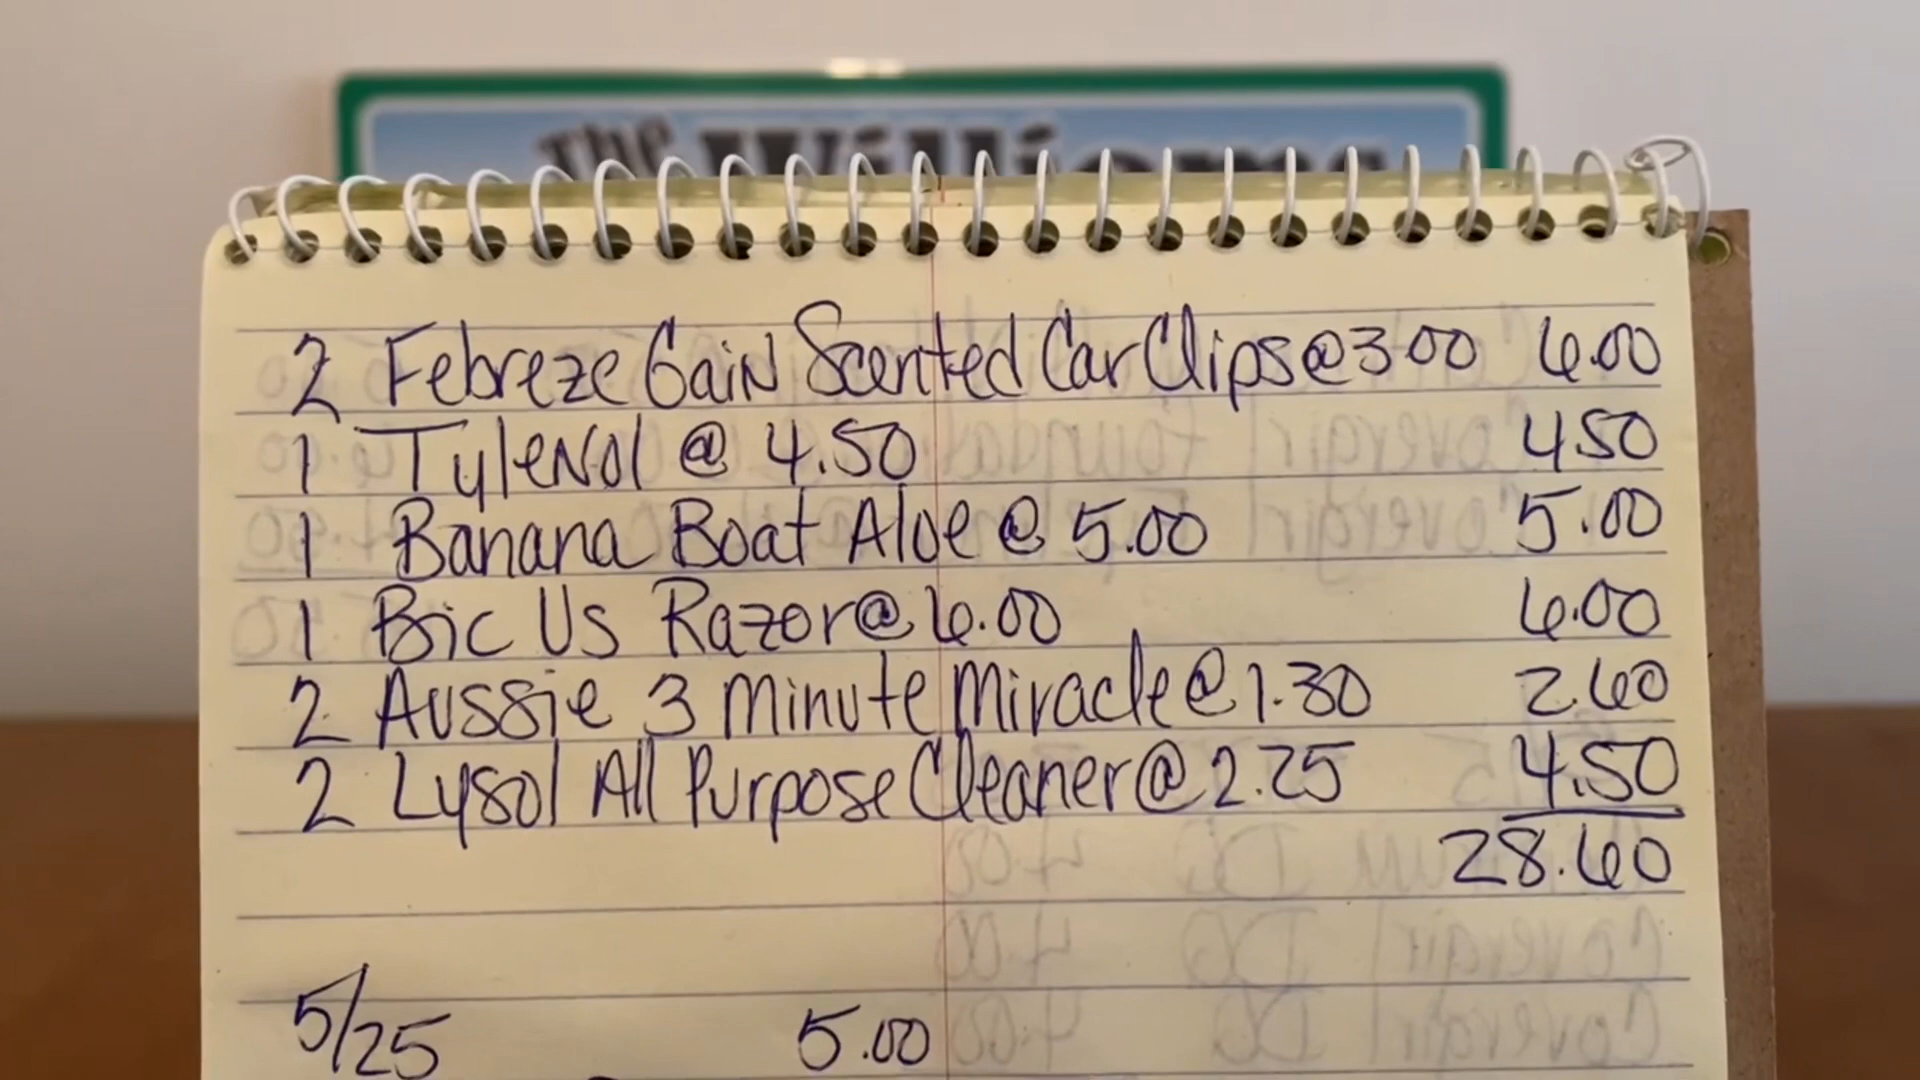 The Williams
2 Febreze Gain Scented Car Clips @ 3.00 6.00
1 Tylenol @ 4.50 4.50
1 Banana Boat Aloe @ 5.00 5.00
1 Bic Us Razor @ 6.00 6.00
2 Aussie 3 Minute Miracle @ 1.30 2.60
2 Lysol All Purpose Cleaner @ 2.25 4.50
28.60
5/25 5.00